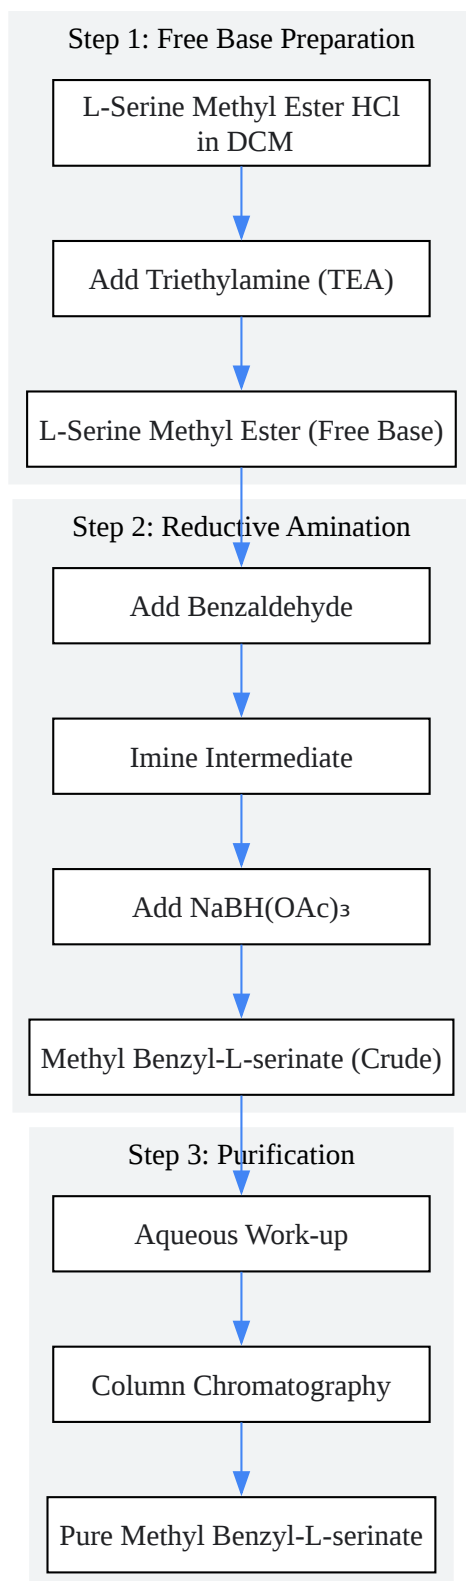 Step 1: Free Base Preparation
L-Serine Methyl Ester HCl
in DCM
Add Triethylamine (TEA)
L-Serine Methyl Ester (Free Base)
Step 2: Reductive Amination
Add Benzaldehyde
Imine Intermediate
Add NaBH(OAc)₃
Methyl Benzyl-L-serinate (Crude)
Step 3: Purification
Aqueous Work-up
Column Chromatography
Pure Methyl Benzyl-L-serinate